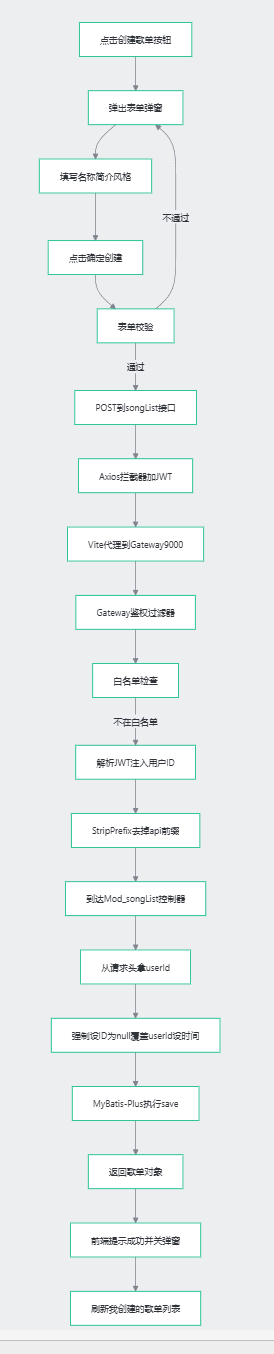 点击创建歌单按钮
弹出表单弹窗
填写名称简介风格
不通过
点击确定创建
表单校验
通过
POST到songList接口
Axios拦截器加JWT
Vite代理到Gateway9000
Gateway鉴权过滤器
白名单检查
不在白名单
解析JWT注入用户ID
StripPrefix去掉api前缀
到达Mod_songList控制器
从请求头拿userId
强制设ID为null覆盖userId设时间
MyBatis-Plus执行save
返回歌单对象
前端提示成功并关弹窗
刷新我创建的歌单列表